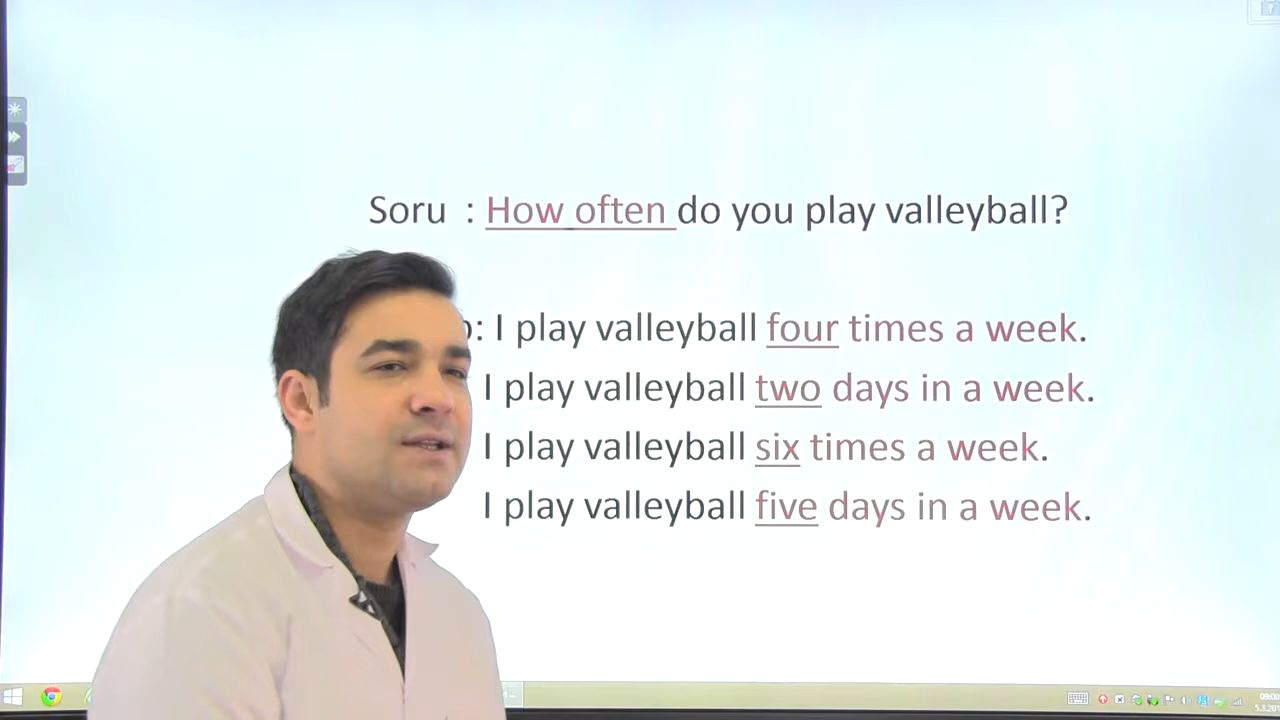 Soru : How often do you play valleyball?
: I play valleyball four times a week.
I play valleyball two days in a week.
I play valleyball six times a week.
I play valleyball five days in a week.